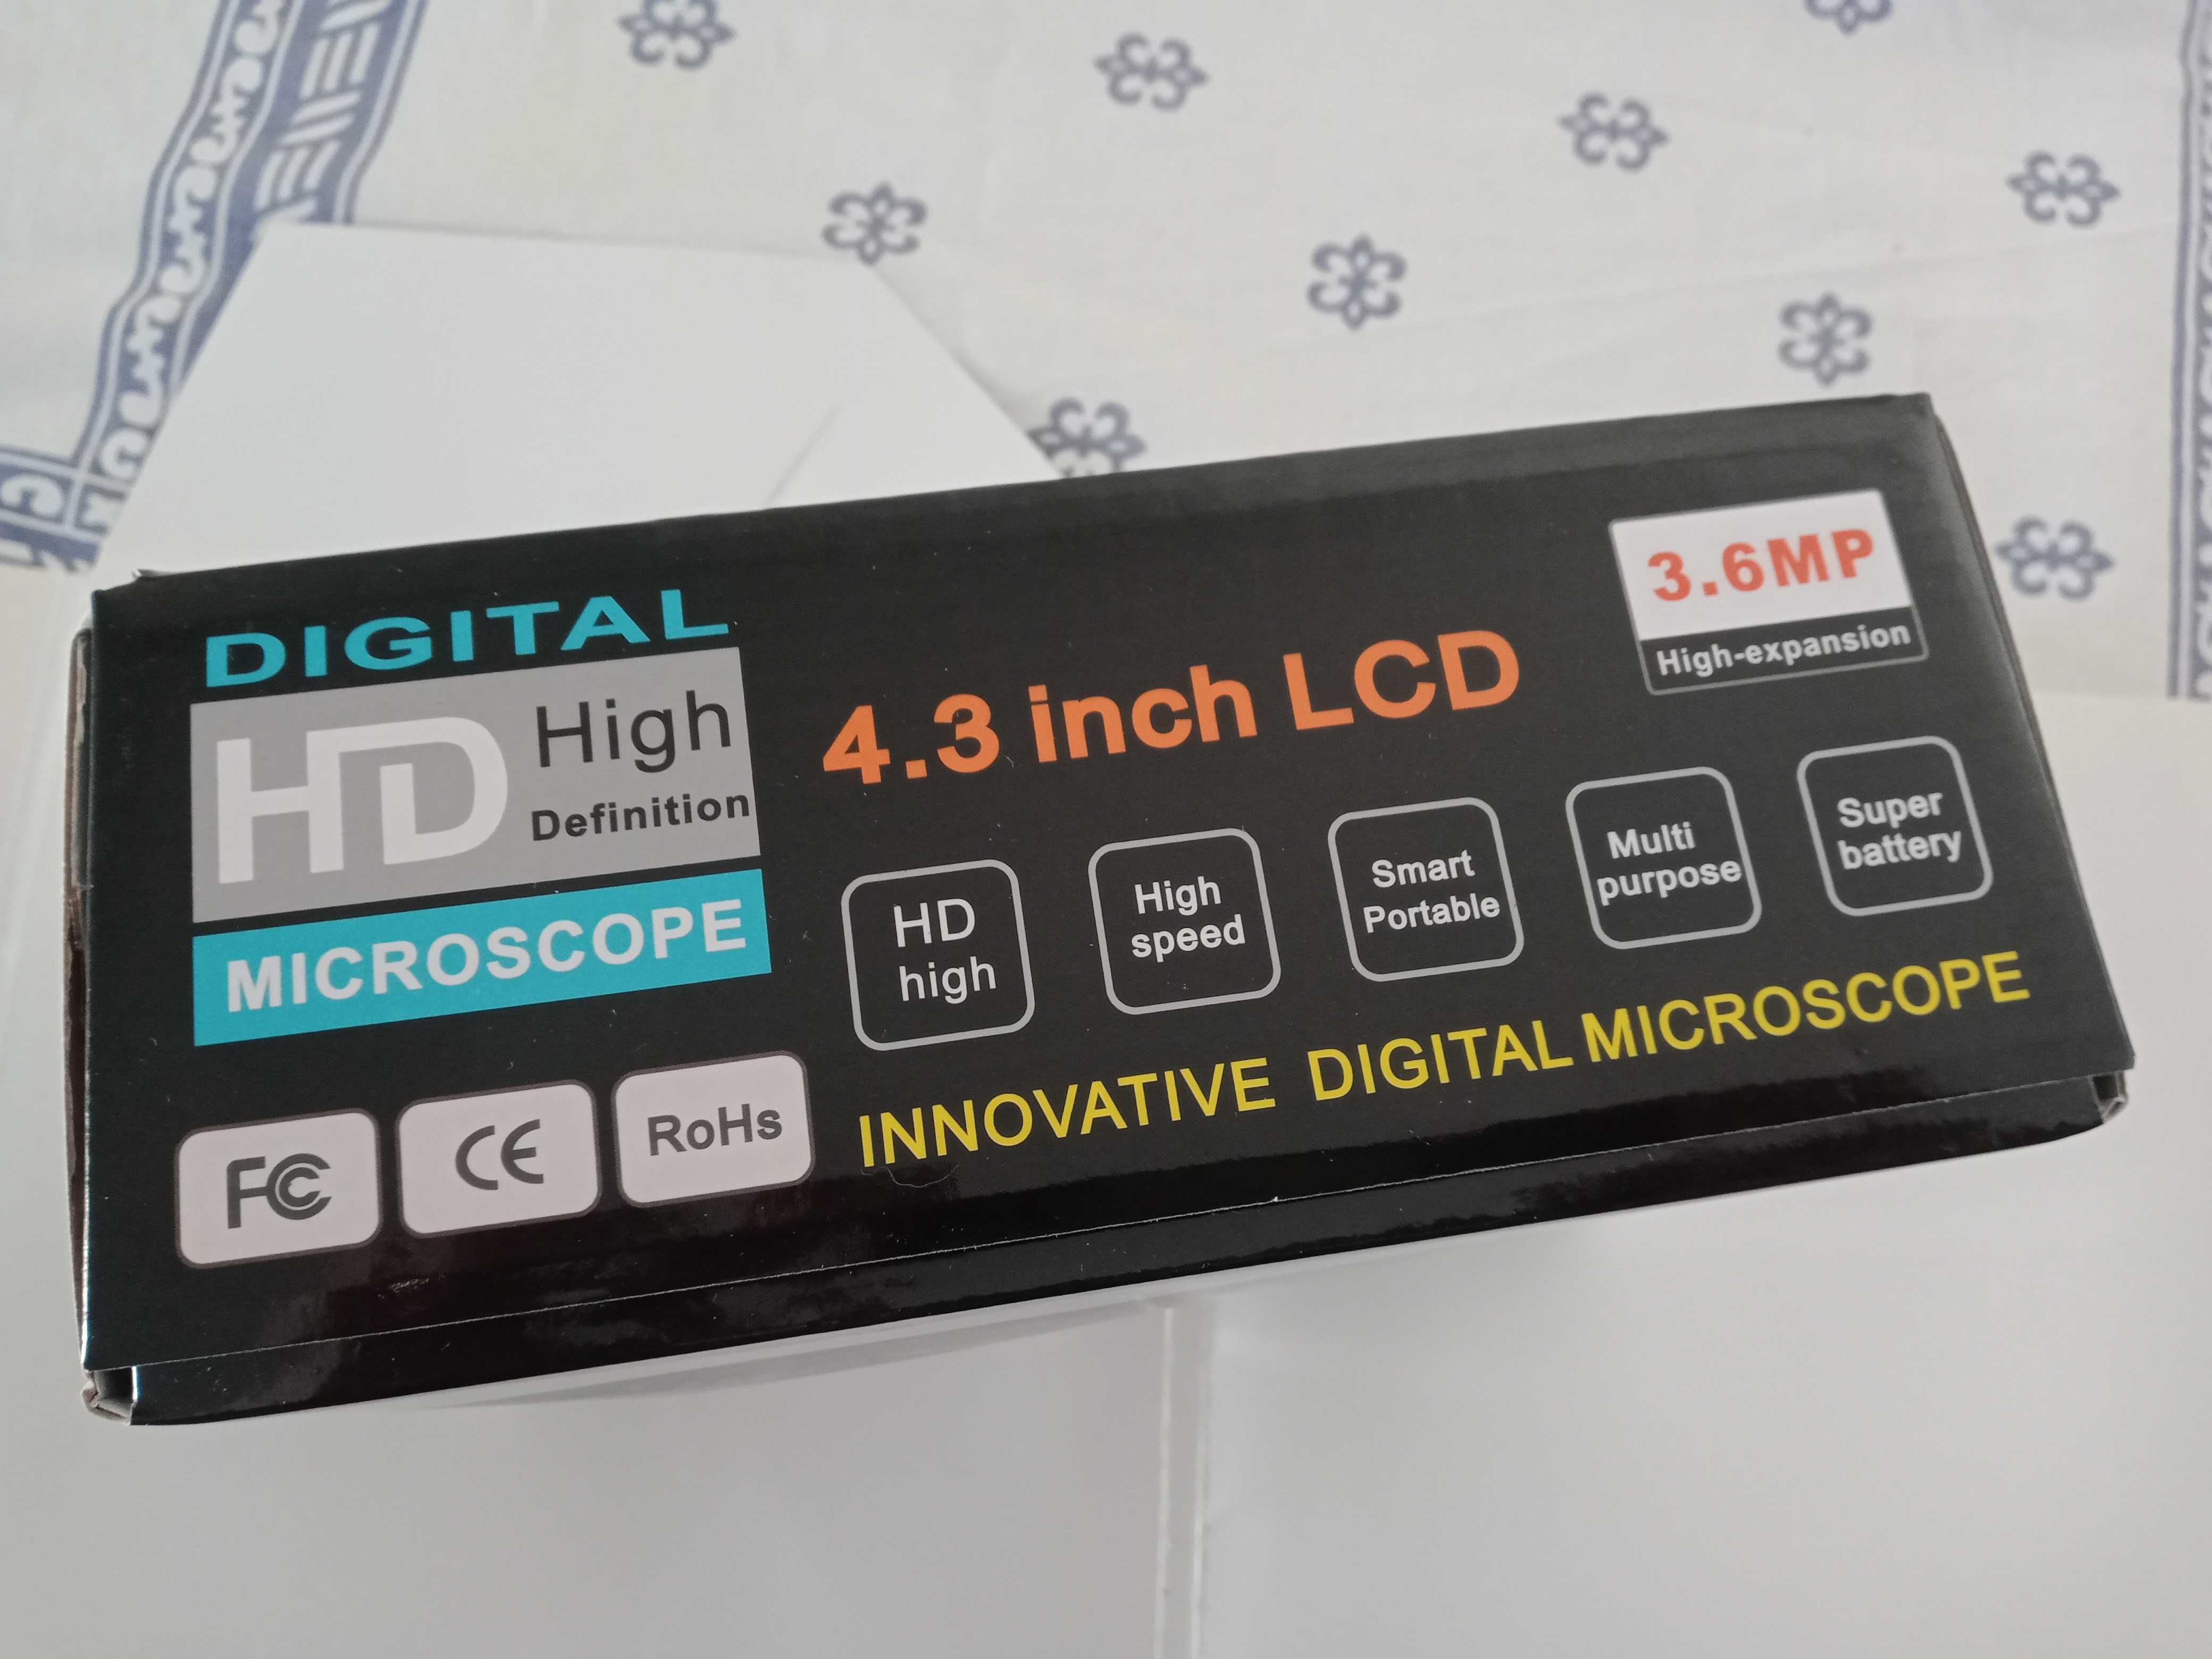 DIGITAL
HD High
Definition
MICROSCOPE
FC CE RoHs
4.3 inch LCD
3.6MP
High-expansion
HD
high
High
speed
Smart
Portable
Multi
purpose
Super
battery
INNOVATIVE DIGITAL MICROSCOPE